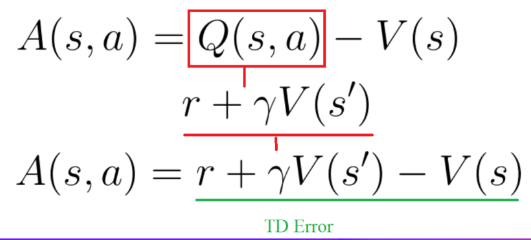 A(s, a) = Q(s, a) − V(s)
r + γV(s′)
A(s, a) = r + γV(s′) − V(s)
TD Error